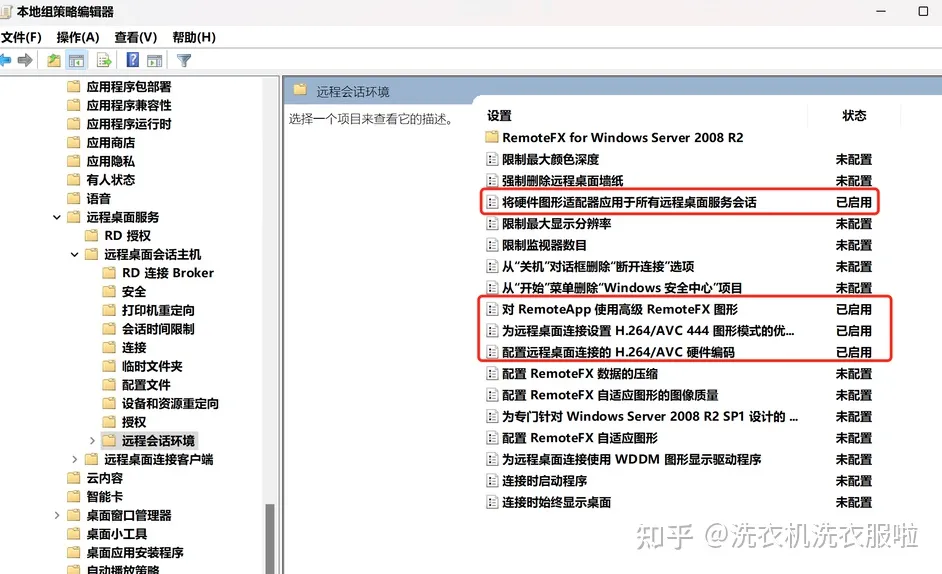 本地组策略编辑器
文件(F) 操作(A) 查看(V) 帮助(H)
应用程序包部署
应用程序兼容性
应用程序运行时
应用商店
应用隐私
有人状态
语音
远程桌面服务
RD 授权
远程桌面会话主机
RD 连接 Broker
安全
打印机重定向
会话时间限制
连接
临时文件夹
配置文件
设备和资源重定向
授权
远程会话环境
远程桌面连接客户端
云内容
智能卡
桌面窗口管理器
桌面小工具
桌面应用安装程序
自动播放策略
远程会话环境
选择一个项目来查看它的描述。
设置 状态
RemoteFX for Windows Server 2008 R2
限制最大颜色深度 未配置
强制删除远程桌面墙纸 未配置
将硬件图形适配器应用于所有远程桌面服务会话 已启用
限制最大显示分辨率 未配置
限制监视器数目 未配置
从“关机”对话框删除“断开连接”选项 未配置
从“开始”菜单删除“Windows 安全中心”项目 未配置
对 RemoteApp 使用高级 RemoteFX 图形 已启用
为远程桌面连接设置 H.264/AVC 444 图形模式的优... 已启用
配置远程桌面连接的 H.264/AVC 硬件编码 已启用
配置 RemoteFX 数据的压缩 未配置
配置 RemoteFX 自适应图形的图像质量 未配置
为专门针对 Windows Server 2008 R2 SP1 设计的 ... 未配置
配置 RemoteFX 自适应图形 未配置
为远程桌面连接使用 WDDM 图形显示驱动程序 未配置
连接时启动程序 未配置
连接时始终显示桌面 未配置
知乎 @洗衣机洗衣服啦